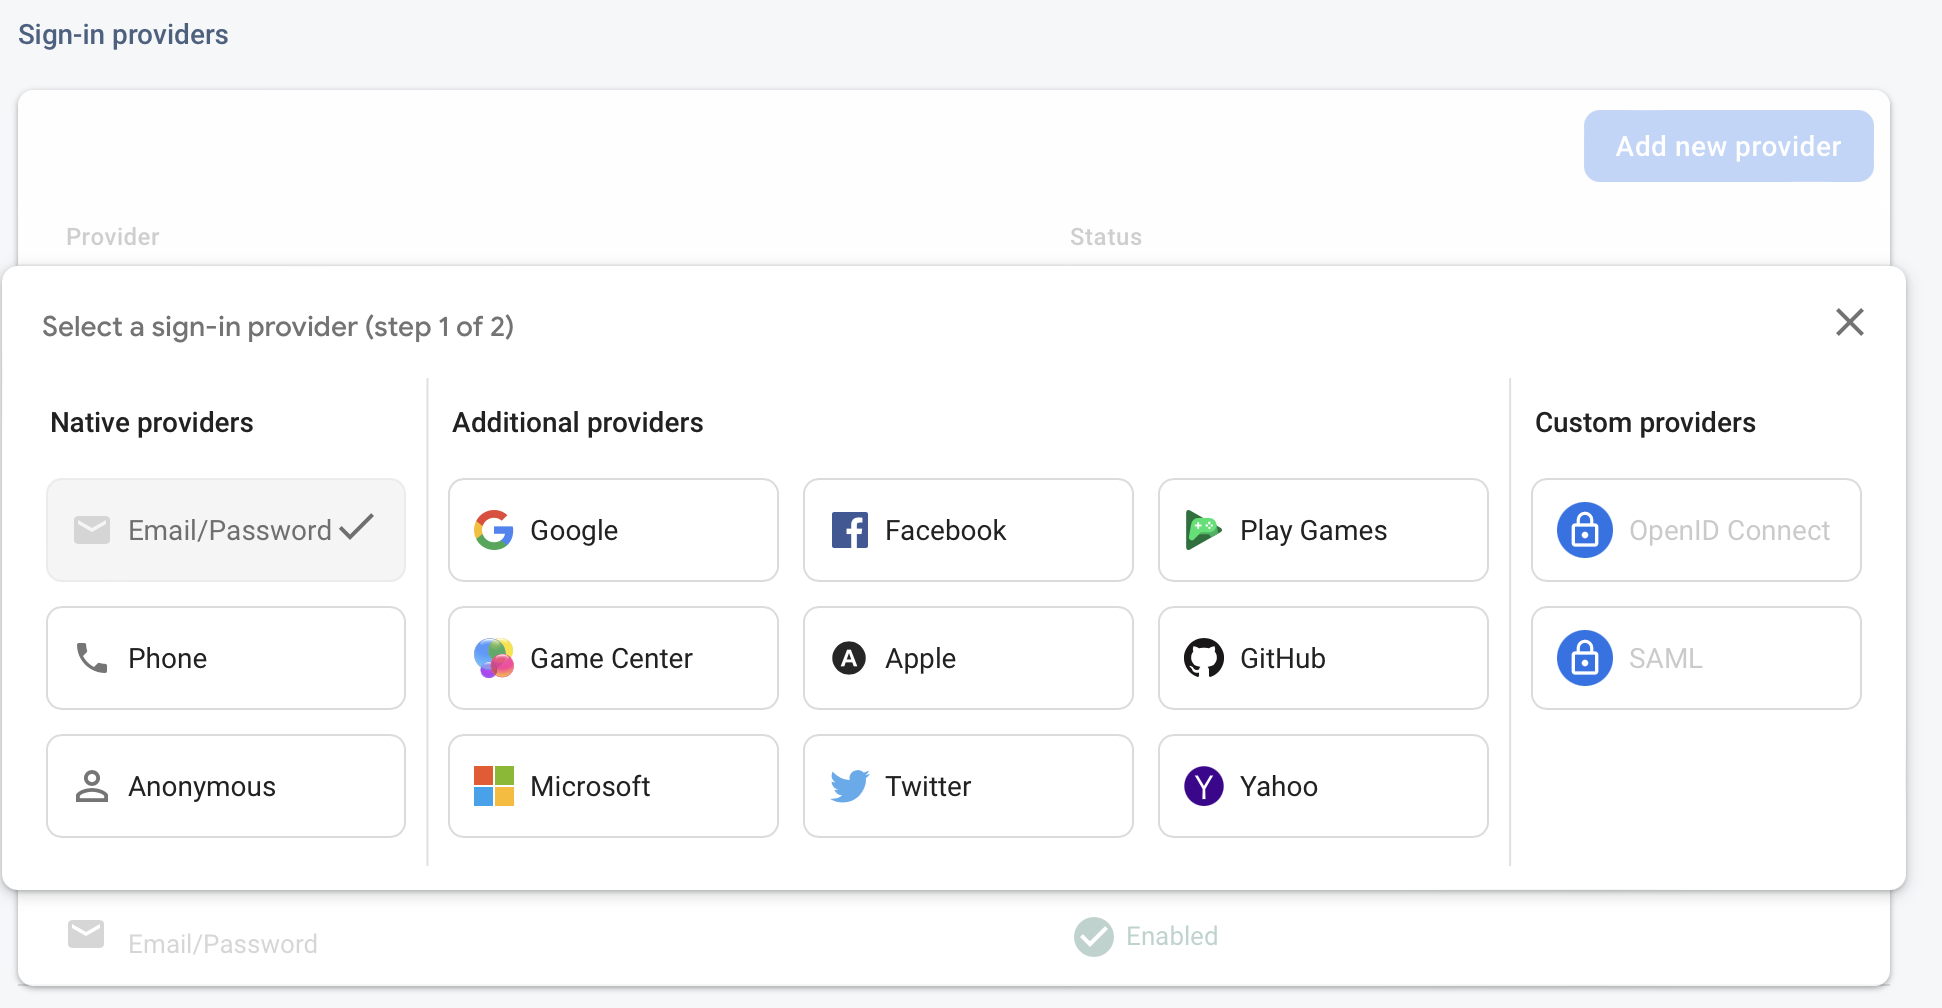 Sign-in providers
Add new provider
Provider Status
Select a sign-in provider (step 1 of 2)
Native providers
Email/Password
Phone
Anonymous
Additional providers
Google
Facebook
Play Games
Game Center
Apple
GitHub
Microsoft
Twitter
Yahoo
Custom providers
OpenID Connect
SAML
Email/Password Enabled